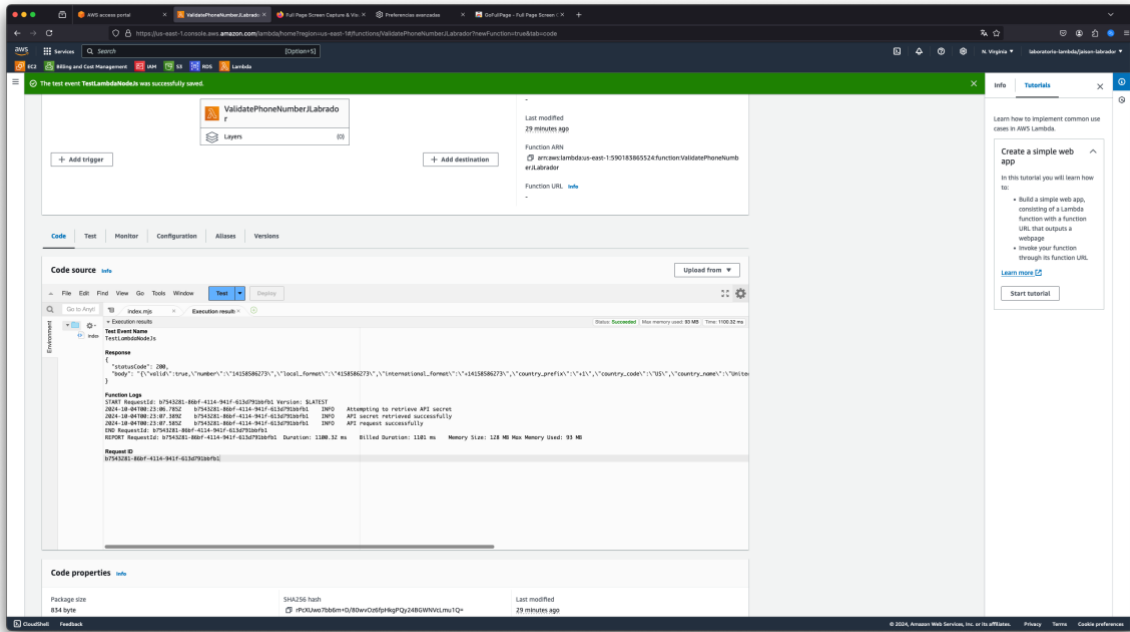 AWS access portal
ValidatePhoneNumberJLabrado
Full Page Screen Capture & Vis
Preferencias avanzadas
GoFullPage - Full Page Screen
https://us-east-1.console.aws.amazon.com/lambda/home?region=us-east-1#/functions/ValidatePhoneNumberJLabrador?newFunction=true&tab=code
aws
Services
Search
[Option+S]
N. Virginia
laboratorio-lambda/jaison-labrador
EC2
Billing and Cost Management
IAM
S3
RDS
Lambda
The test event TestLambdaNodeJs was successfully saved.
Info
Tutorials
ValidatePhoneNumberJLabrado
r
Layers
(0)
+ Add trigger
+ Add destination
-
Last modified
29 minutes ago
Function ARN
arn:aws:lambda:us-east-1:590183865524:function:ValidatePhoneNumb
erJLabrador
Function URL Info
-
Learn how to implement common use
cases in AWS Lambda.
Create a simple web
app
In this tutorial you will learn how
to:
Build a simple web app,
consisting of a Lambda
function with a function
URL that outputs a
webpage
Invoke your function
through its function URL
Learn more
Start tutorial
Code
Test
Monitor
Configuration
Aliases
Versions
Code source Info
Upload from
File Edit Find View Go Tools Window
Test
Deploy
Go to Anyt
index.mjs
Execution result
Environment
index
Execution results
Status: Succeeded
Max memory used: 93 MB
Time: 1100.32 ms
Test Event Name
TestLambdaNodeJs
Response
{
"statusCode": 200,
"body": "{\"valid\":true,\"number\":\"14158586273\",\"local_format\":\"4158586273\",\"international_format\":\"+14158586273\",\"country_prefix\":\"+1\",\"country_code\":\"US\",\"country_name\":\"Unite
}
Function Logs
START RequestId: b7543281-86bf-4114-941f-613d791bbfb1 Version: $LATEST
2024-10-04T00:23:06.785Z b7543281-86bf-4114-941f-613d791bbfb1 INFO Attempting to retrieve API secret
2024-10-04T00:23:07.389Z b7543281-86bf-4114-941f-613d791bbfb1 INFO API secret retrieved successfully
2024-10-04T00:23:07.585Z b7543281-86bf-4114-941f-613d791bbfb1 INFO API request successfully
END RequestId: b7543281-86bf-4114-941f-613d791bbfb1
REPORT RequestId: b7543281-86bf-4114-941f-613d791bbfb1 Duration: 1100.32 ms Billed Duration: 1101 ms Memory Size: 128 MB Max Memory Used: 93 MB
Request ID
b7543281-86bf-4114-941f-613d791bbfb1
Code properties Info
Package size
834 byte
SHA256 hash
Last modified
29 minutes ago
CloudShell
Feedback
© 2024, Amazon Web Services, Inc. or its affiliates.
Privacy
Terms
Cookie preferences